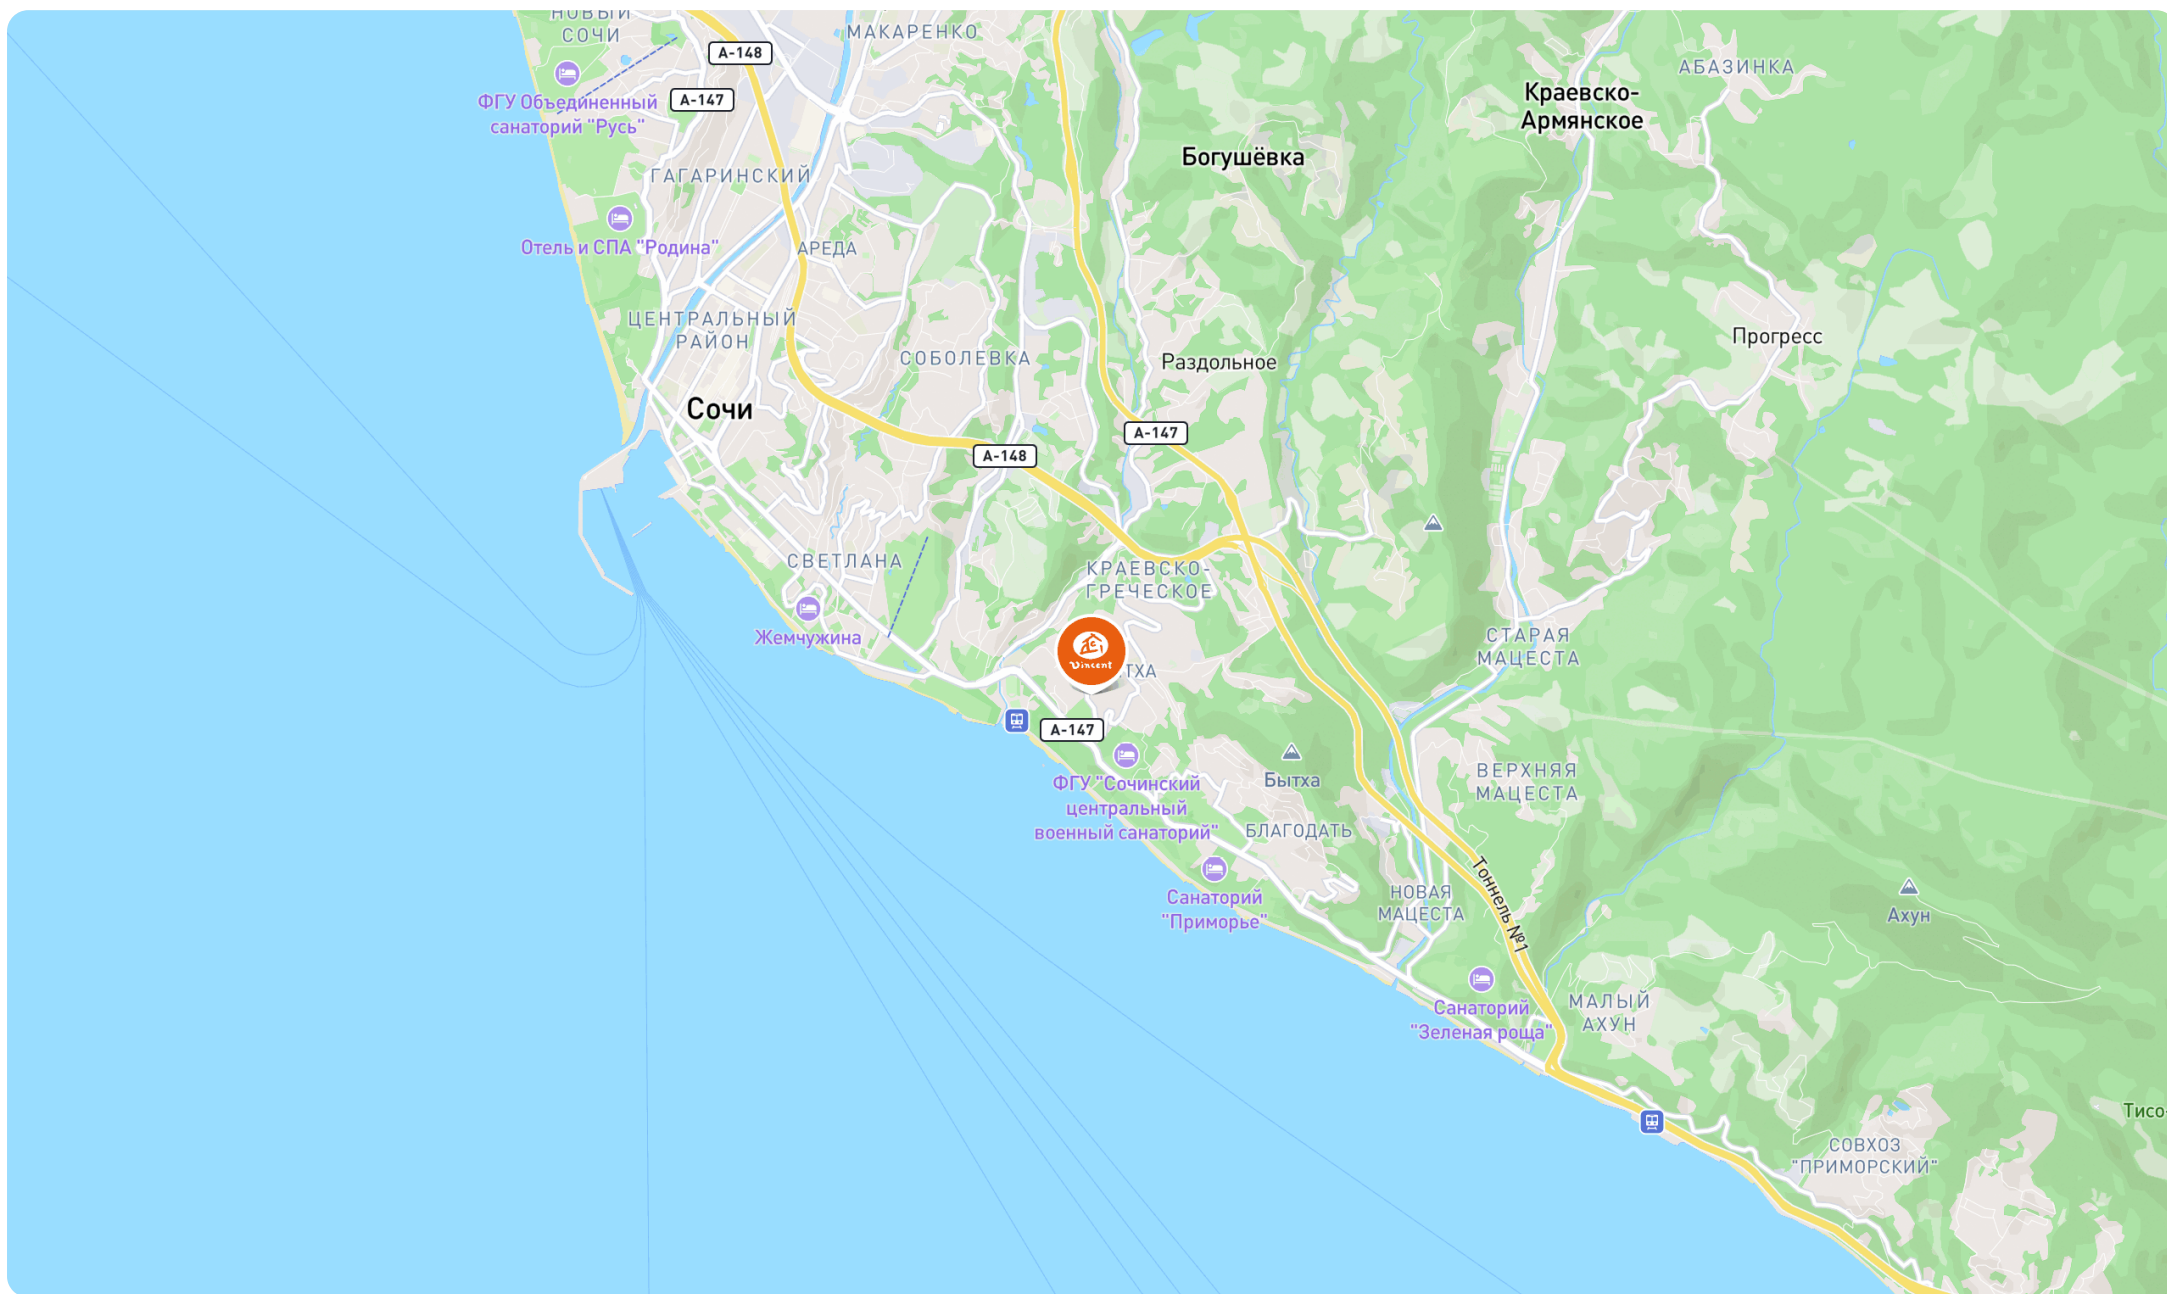 НОВЫЙ
СОЧИ
МАКАРЕНКО
А-148
АБАЗИНКА
ФГУ Объединенный
санаторий "Русь"
А-147
Краевско-
Армянское
Богушёвка
ГАГАРИНСКИЙ
Отель и СПА "Родина"
АРЕДА
ЦЕНТРАЛЬНЫЙ
РАЙОН
СОБОЛЕВКА
Раздольное
Прогресс
Сочи
А-147
А-148
СВЕТЛАНА
КРАЕВСКО-
ГРЕЧЕСКОЕ
Жемчужина
Vincent
ТХА
СТАРАЯ
МАЦЕСТА
А-147
ФГУ "Сочинский
центральный
военный санаторий"
Бытха
ВЕРХНЯЯ
МАЦЕСТА
БЛАГОДАТЬ
Санаторий
"Приморье"
НОВАЯ
МАЦЕСТА
Тоннель №1
Ахун
Санаторий
"Зеленая роща"
МАЛЫЙ
АХУН
Тисо-
СОВХОЗ
"ПРИМОРСКИЙ"